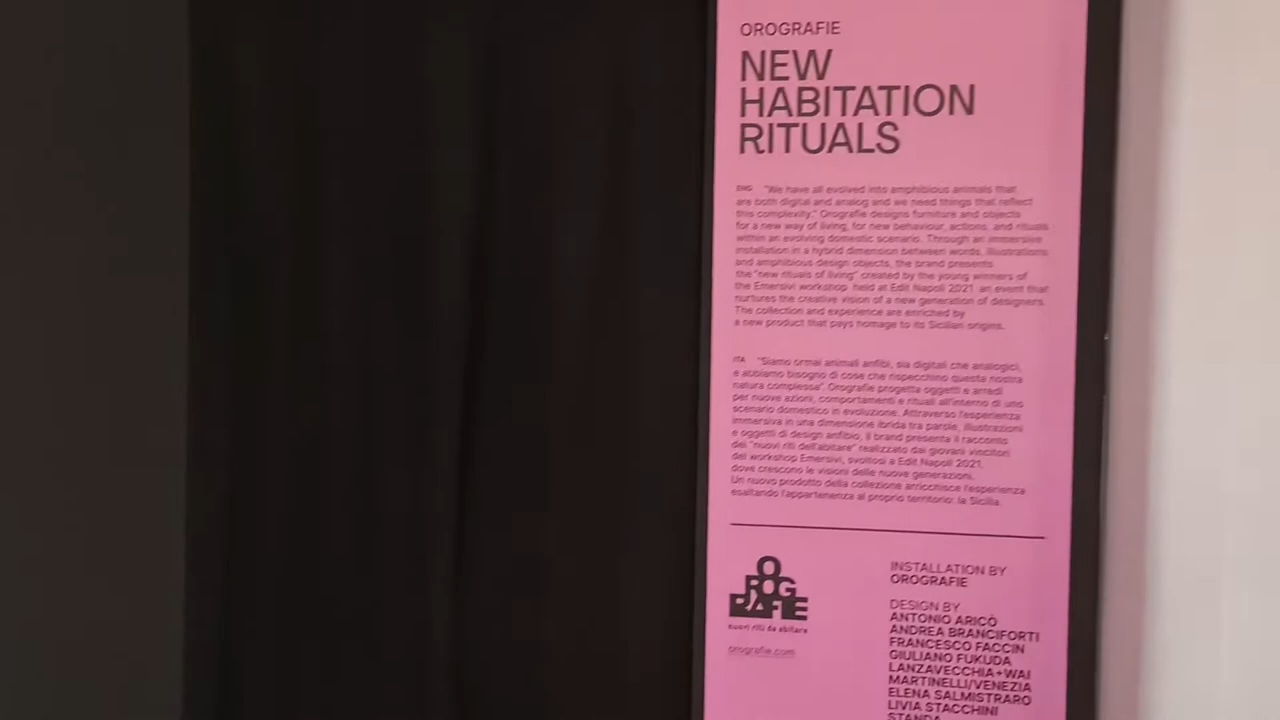 OROGRAFIE
NEW
HABITATION
RITUALS
ENG "We have all evolved into amphibious animals that
are both digital and analog and we need things that reflect
this complexity." Orografie designs furniture and objects
for a new way of living, for new behaviour, actions, and rituals
within an evolving domestic scenario. Through an immersive
installation in a hybrid dimension between words, illustrations
and amphibious design objects, the brand presents
the "new rituals of living" created by the young winners of
the Emersivi workshop, held at Edit Napoli 2021, an event that
nurtures the creative vision of a new generation of designers.
The collection and experience are enriched by
a new product that pays homage to its Sicilian origins.
ITA "Siamo ormai animali anfibi, sia digitali che analogici,
e abbiamo bisogno di cose che rispecchino questa nostra
natura complessa". Orografie progetta oggetti e arredi
per nuove azioni, comportamenti e rituali all'interno di uno
scenario domestico in evoluzione. Attraverso l'esperienza
immersiva in una dimensione ibrida tra parole, illustrazioni
e oggetti di design anfibio, il brand presenta il racconto
dei "nuovi riti dell'abitare" realizzato dai giovani vincitori
del workshop Emersivi, svoltosi a Edit Napoli 2021,
dove crescono le visioni delle nuove generazioni.
Un nuovo prodotto della collezione arricchisce l'esperienza
esaltando l'appartenenza al proprio territorio: la Sicilia.
O
ROG
RAFIE
nuovi riti da abitare
orografie.com
INSTALLATION BY
OROGRAFIE
DESIGN BY
ANTONIO ARICÒ
ANDREA BRANCIFORTI
FRANCESCO FACCIN
GIULIANO FUKUDA
LANZAVECCHIA+WAI
MARTINELLI/VENEZIA
ELENA SALMISTRARO
LIVIA STACCHINI
STANDA